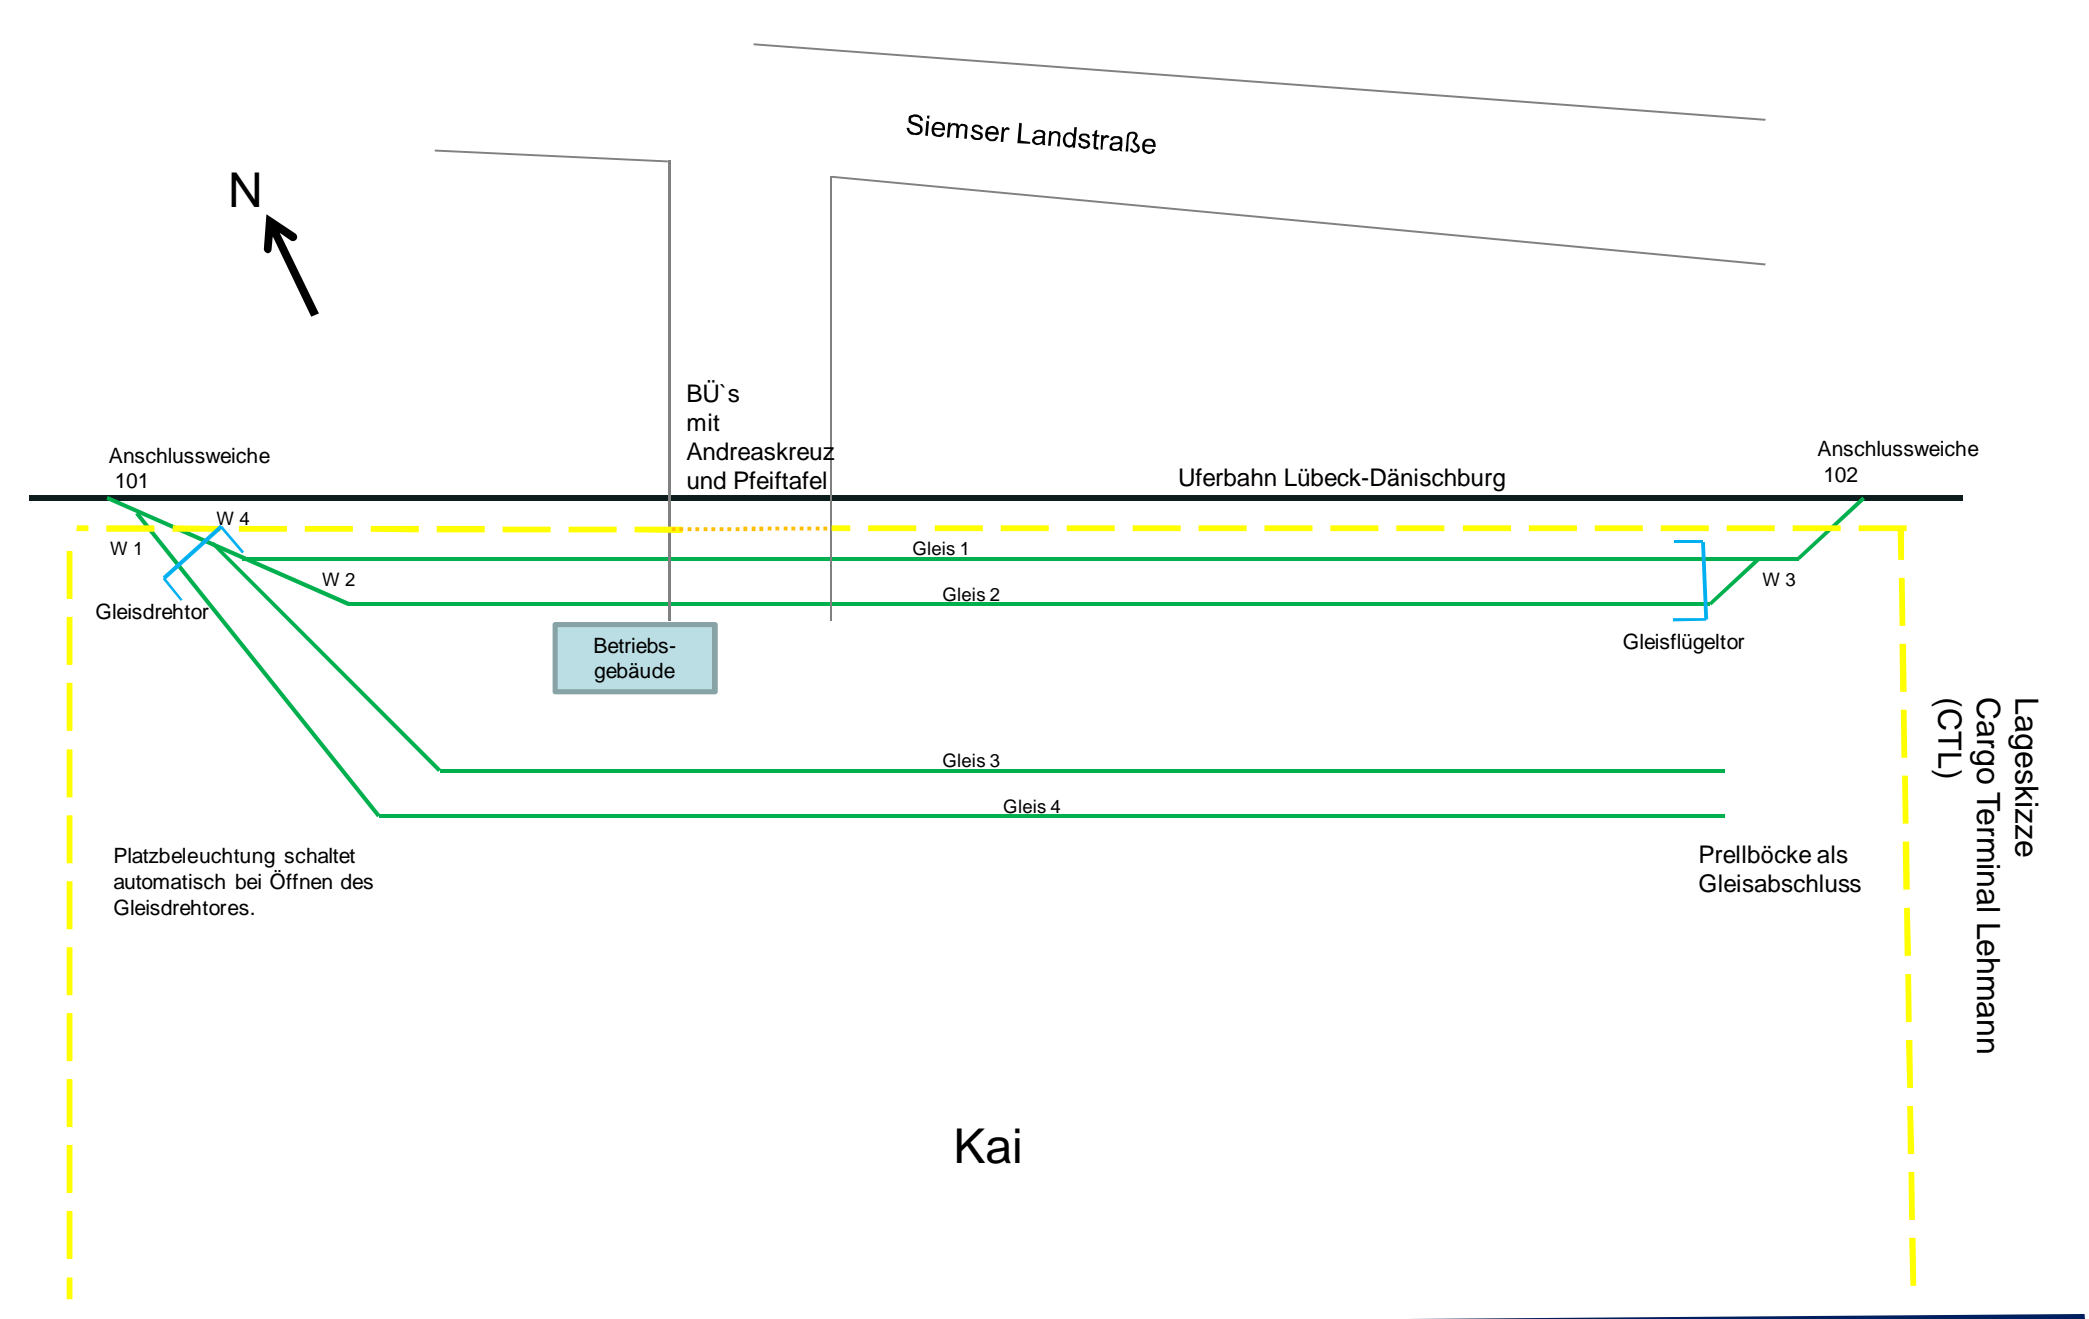 Siemser Landstraße
N
BÜ`s
mit
Andreaskreuz
und Pfeiftafel
Anschlussweiche
101
Anschlussweiche
102
Uferbahn Lübeck-Dänischburg
W 4
W 1
W 2
W 3
Gleis 1
Gleis 2
Gleisdrehtor
Gleisflügeltor
Betriebs-
gebäude
Gleis 3
Gleis 4
Platzbeleuchtung schaltet
automatisch bei Öffnen des
Gleisdrehtores.
Prellböcke als
Gleisabschluss
Lageskizze
Cargo Terminal Lehmann
(CTL)
Kai